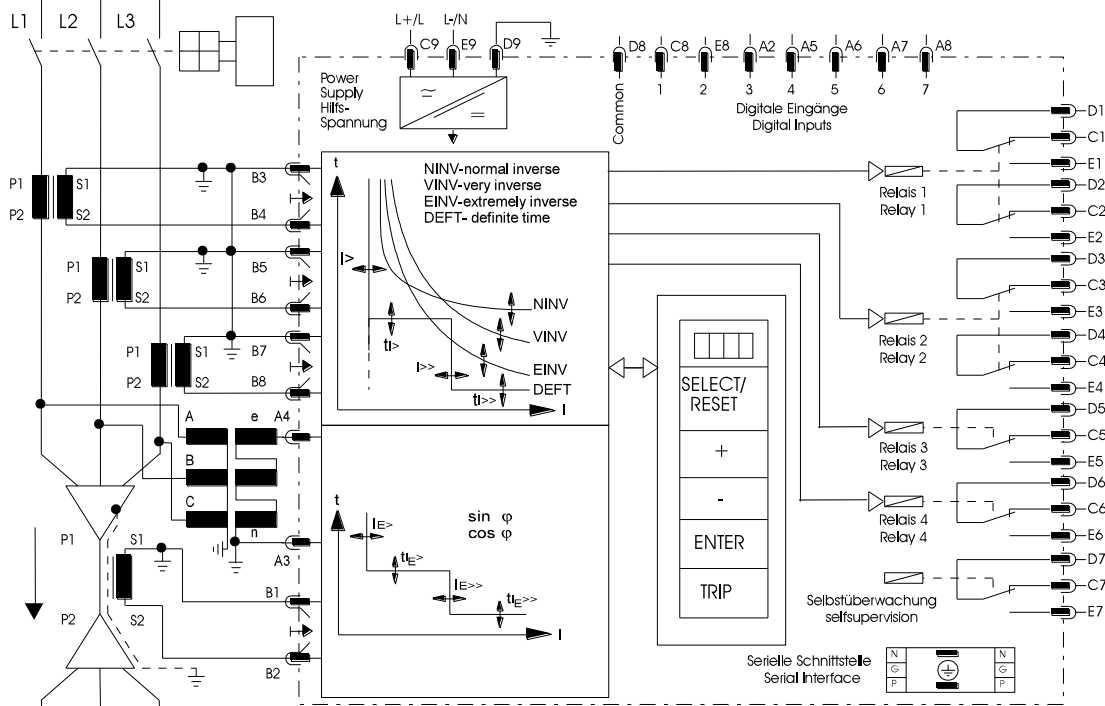 L1 L2 L3
L+/L L-/N
C9 E9 D9
D8 C8 E8 A2 A5 A6 A7 A8
Common 1 2 3 4 5 6 7
Digitale Eingänge
Digital Inputs
Power
Supply
Hilfs-
Spannung
t
NINV-normal inverse
VINV-very inverse
EINV-extremely inverse
DEFT- definite time
I>
tI>
I>>
tI>>
NINV
VINV
EINV
DEFT
I
P1 S1
P2 S2
B3
B4
P1 S1
P2 S2
B5
B6
P1 S1
P2 S2
B7
B8
A e A4
B
C n
A3
P1 S1
P2 S2
B1
B2
t
IE>
tIE>
IE>>
tIE>>
I
sin φ
cos φ
SELECT/
RESET
+
-
ENTER
TRIP
Relais 1
Relay 1
Relais 2
Relay 2
Relais 3
Relay 3
Relais 4
Relay 4
Selbstüberwachung
selfsupervision
Serielle Schnittstelle
Serial Interface
N N
G G
P P
D1
C1
E1
D2
C2
E2
D3
C3
E3
D4
C4
E4
D5
C5
E5
D6
C6
E6
D7
C7
E7